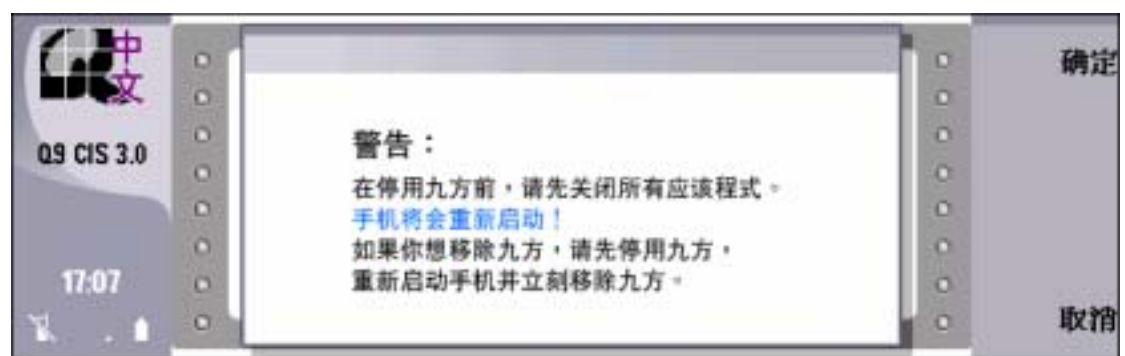 中
文
Q9 CIS 3.0
17:07
警告：
在停用九方前，请先关闭所有应该程式。
手机将会重新启动！
如果你想移除九方，请先停用九方，
重新启动手机并立刻移除九方。
确定
取消